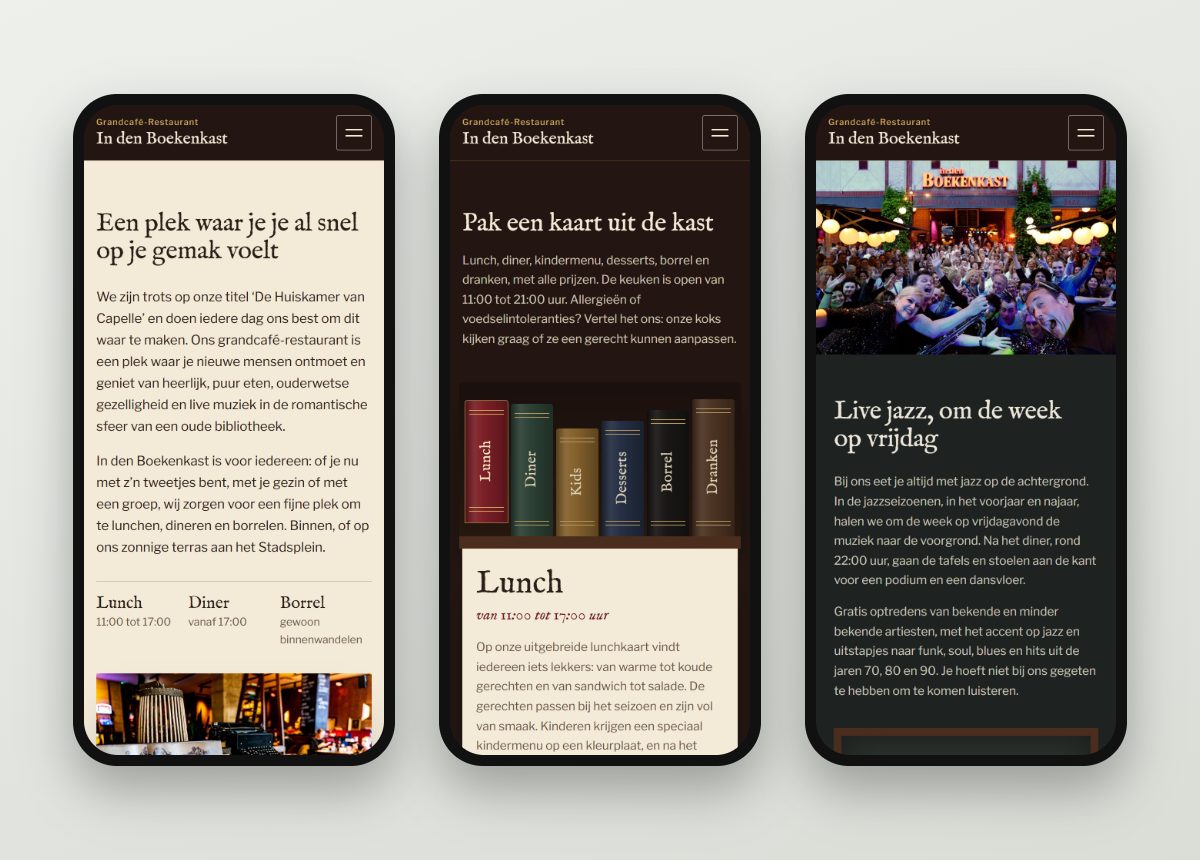 Grandcafé-Restaurant
In den Boekenkast
Een plek waar je je al snel
op je gemak voelt
We zijn trots op onze titel ‘De Huiskamer van
Capelle’ en doen iedere dag ons best om dit
waar te maken. Ons grandcafé-restaurant is
een plek waar je nieuwe mensen ontmoet en
geniet van heerlijk, puur eten, ouderwetse
gezelligheid en live muziek in de romantische
sfeer van een oude bibliotheek.
In den Boekenkast is voor iedereen: of je nu
met z’n tweetjes bent, met je gezin of met
een groep, wij zorgen voor een fijne plek om
te lunchen, dineren en borrelen. Binnen, of op
ons zonnige terras aan het Stadsplein.
Lunch
11:00 tot 17:00
Diner
vanaf 17:00
Borrel
gewoon
binnenwandelen
Grandcafé-Restaurant
In den Boekenkast
Pak een kaart uit de kast
Lunch, diner, kindermenu, desserts, borrel en
dranken, met alle prijzen. De keuken is open van
11:00 tot 21:00 uur. Allergieën of
voedselintoleranties? Vertel het ons: onze koks
kijken graag of ze een gerecht kunnen aanpassen.
Lunch
Diner
Kids
Desserts
Borrel
Dranken
Lunch
van 11:00 tot 17:00 uur
Op onze uitgebreide lunchkaart vindt
iedereen iets lekkers: van warme tot koude
gerechten en van sandwich tot salade. De
gerechten passen bij het seizoen en zijn vol
van smaak. Kinderen krijgen een speciaal
kindermenu op een kleurplaat, en na het
Grandcafé-Restaurant
In den Boekenkast
BOEKENKAST
Live jazz, om de week
op vrijdag
Bij ons eet je altijd met jazz op de achtergrond.
In de jazzseizoenen, in het voorjaar en najaar,
halen we om de week op vrijdagavond de
muziek naar de voorgrond. Na het diner, rond
22:00 uur, gaan de tafels en stoelen aan de kant
voor een podium en een dansvloer.
Gratis optredens van bekende en minder
bekende artiesten, met het accent op jazz en
uitstapjes naar funk, soul, blues en hits uit de
jaren 70, 80 en 90. Je hoeft niet bij ons gegeten
te hebben om te komen luisteren.